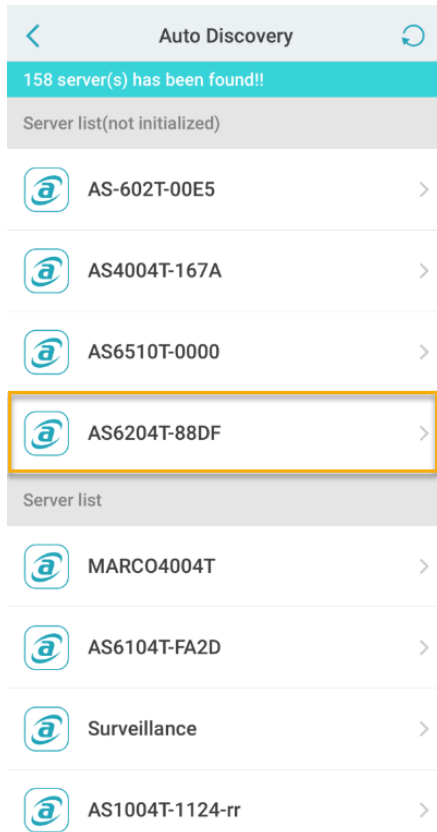 Auto Discovery
158 server(s) has been found!!
Server list(not initialized)
AS-602T-00E5
AS4004T-167A
AS6510T-0000
AS6204T-88DF
Server list
MARCO4004T
AS6104T-FA2D
Surveillance
AS1004T-1124-rr